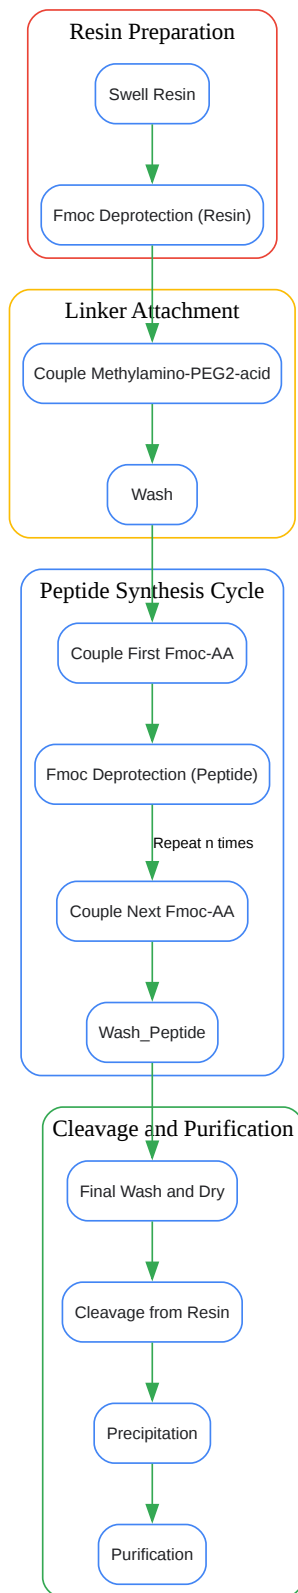 Resin Preparation
Swell Resin
Fmoc Deprotection (Resin)
Linker Attachment
Couple Methylamino-PEG2-acid
Wash
Peptide Synthesis Cycle
Couple First Fmoc-AA
Fmoc Deprotection (Peptide)
Repeat n times
Couple Next Fmoc-AA
Wash_Peptide
Cleavage and Purification
Final Wash and Dry
Cleavage from Resin
Precipitation
Purification